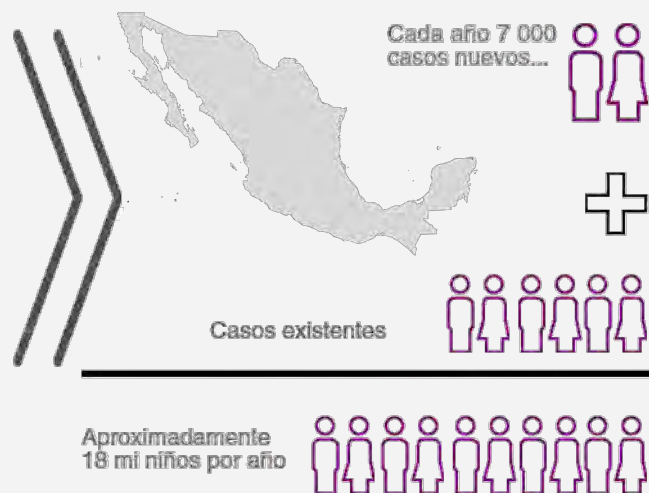 Cada año 7 000
casos nuevos...
Casos existentes
Aproximadamente
18 mi niños por año